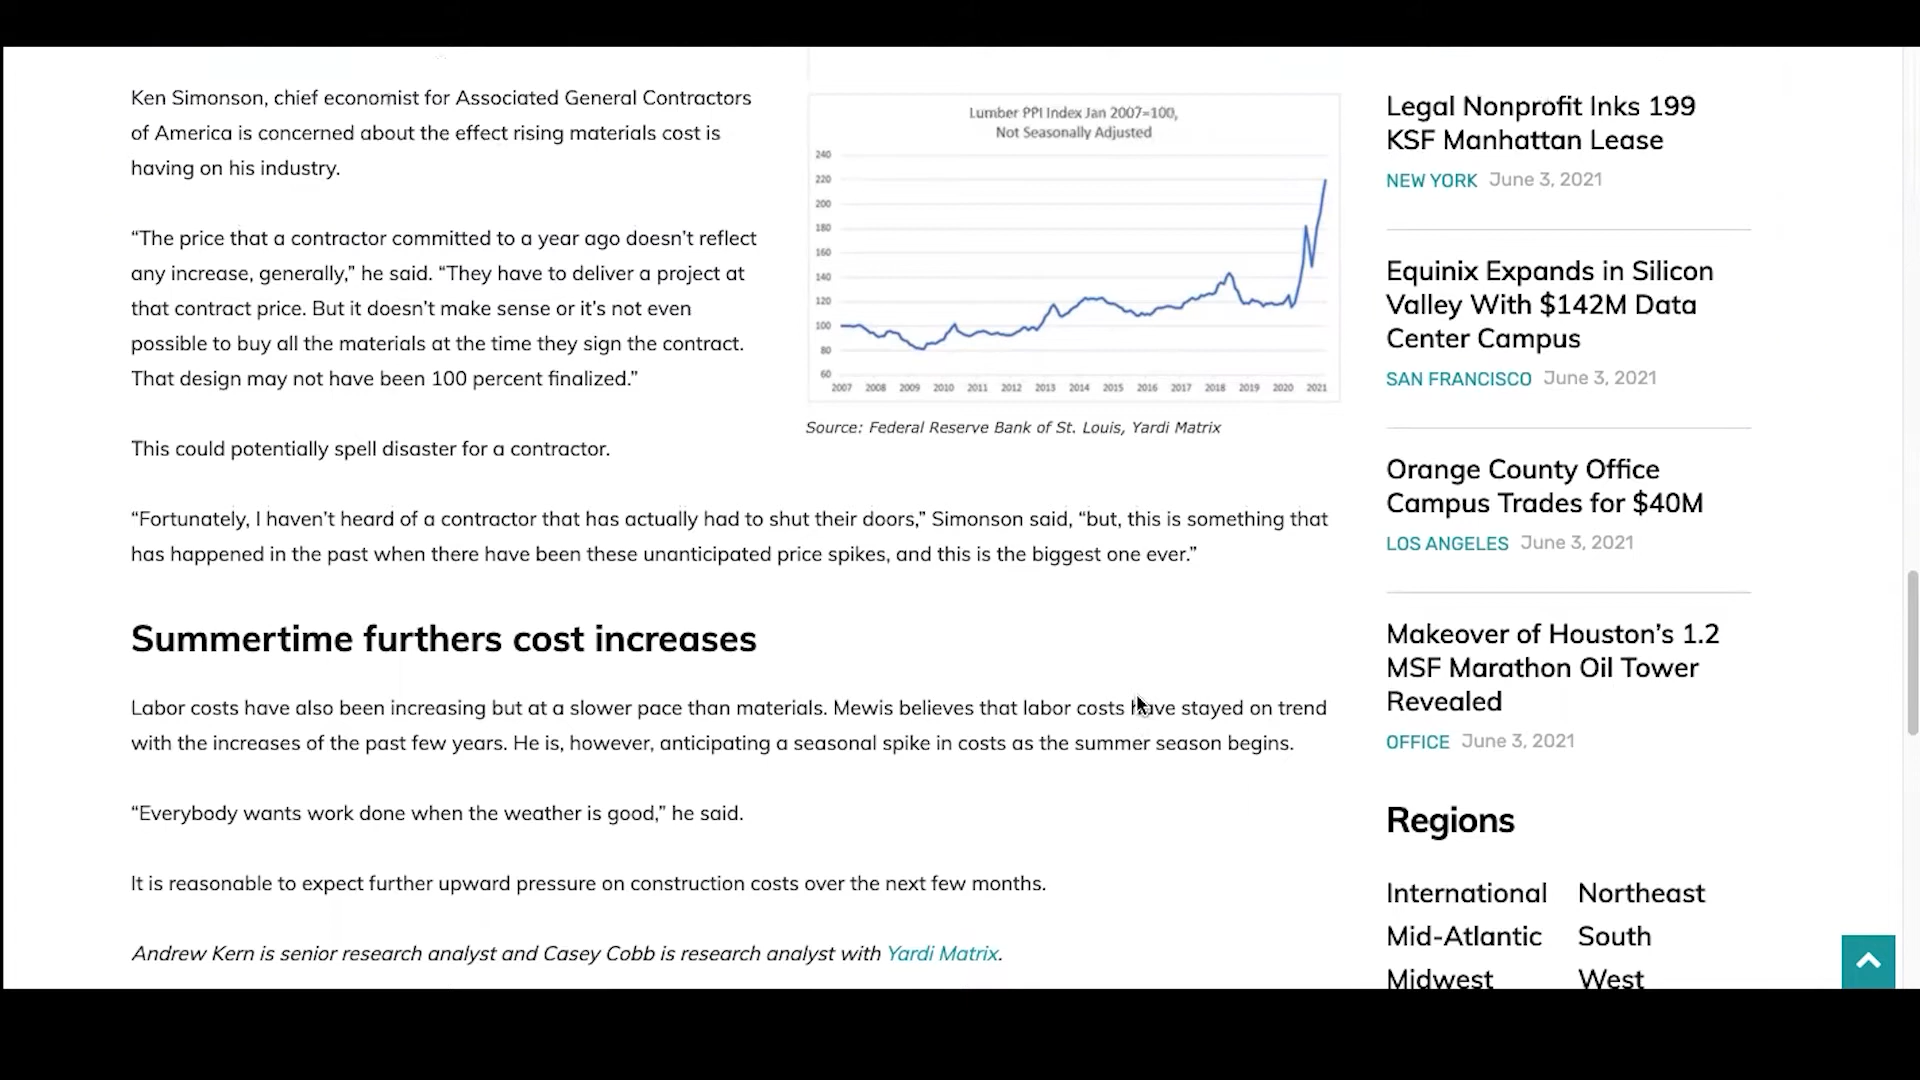 Ken Simonson, chief economist for Associated General Contractors
of America is concerned about the effect rising materials cost is
having on his industry.
“The price that a contractor committed to a year ago doesn’t reflect
any increase, generally,” he said. “They have to deliver a project at
that contract price. But it doesn’t make sense or it’s not even
possible to buy all the materials at the time they sign the contract.
That design may not have been 100 percent finalized.”
This could potentially spell disaster for a contractor.
Lumber PPI Index Jan 2007=100,
Not Seasonally Adjusted
240
220
200
180
160
140
120
100
80
60
2007 2008 2009 2010 2011 2012 2013 2014 2015 2016 2017 2018 2019 2020 2021
Source: Federal Reserve Bank of St. Louis, Yardi Matrix
“Fortunately, I haven’t heard of a contractor that has actually had to shut their doors,” Simonson said, “but, this is something that
has happened in the past when there have been these unanticipated price spikes, and this is the biggest one ever.”
Summertime furthers cost increases
Labor costs have also been increasing but at a slower pace than materials. Mewis believes that labor costs have stayed on trend
with the increases of the past few years. He is, however, anticipating a seasonal spike in costs as the summer season begins.
“Everybody wants work done when the weather is good,” he said.
It is reasonable to expect further upward pressure on construction costs over the next few months.
Andrew Kern is senior research analyst and Casey Cobb is research analyst with Yardi Matrix.
Legal Nonprofit Inks 199
KSF Manhattan Lease
NEW YORK June 3, 2021
Equinix Expands in Silicon
Valley With $142M Data
Center Campus
SAN FRANCISCO June 3, 2021
Orange County Office
Campus Trades for $40M
LOS ANGELES June 3, 2021
Makeover of Houston’s 1.2
MSF Marathon Oil Tower
Revealed
OFFICE June 3, 2021
Regions
International Northeast
Mid-Atlantic South
Midwest West